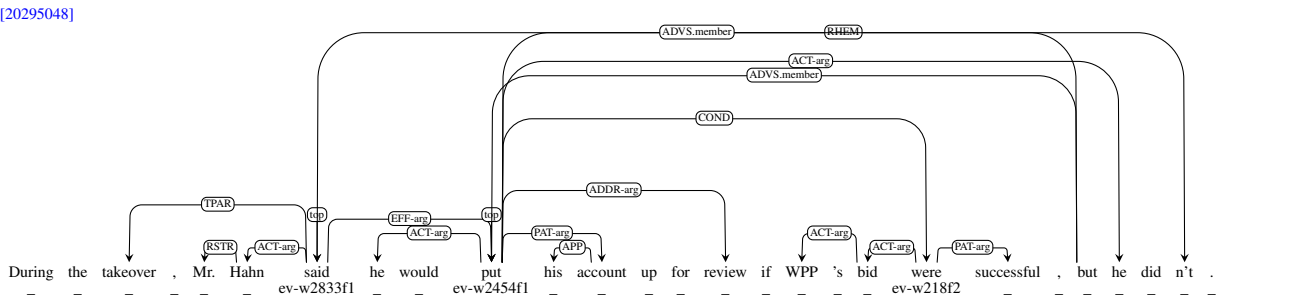 [20295048]
ADVS.member RHEM
ACT-arg
ADVS.member
COND
ADDR-arg
TPAR
top EFF-arg top
ACT-arg PAT-arg ACT-arg
RSTR ACT-arg APP ACT-arg PAT-arg
During the takeover , Mr. Hahn said he would put his account up for review if WPP 's bid were successful , but he did n't .
_ _ _ _ _ _ ev-w2833f1 _ _ ev-w2454f1 _ _ _ _ _ _ _ _ _ ev-w218f2 _ _ _ _ _ _ _